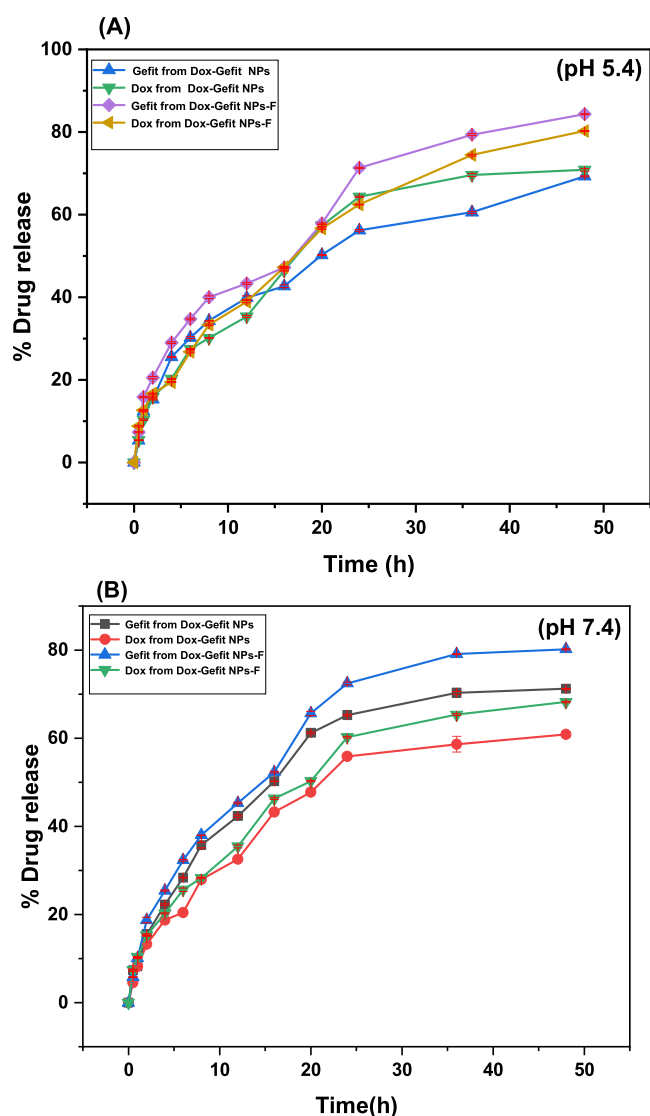 (A)
(pH 5.4)
Gefit from Dox-Gefit NPs
Dox from Dox-Gefit NPs
Gefit from Dox-Gefit NPs-F
Dox from Dox-Gefit NPs-F
% Drug release
100
80
60
40
20
0
0 10 20 30 40 50
Time (h)
(B)
(pH 7.4)
Gefit from Dox-Gefit NPs
Dox from Dox-Gefit NPs
Gefit from Dox-Gefit NPs-F
Dox from Dox-Gefit NPs-F
% Drug release
80
60
40
20
0
0 10 20 30 40 50
Time(h)